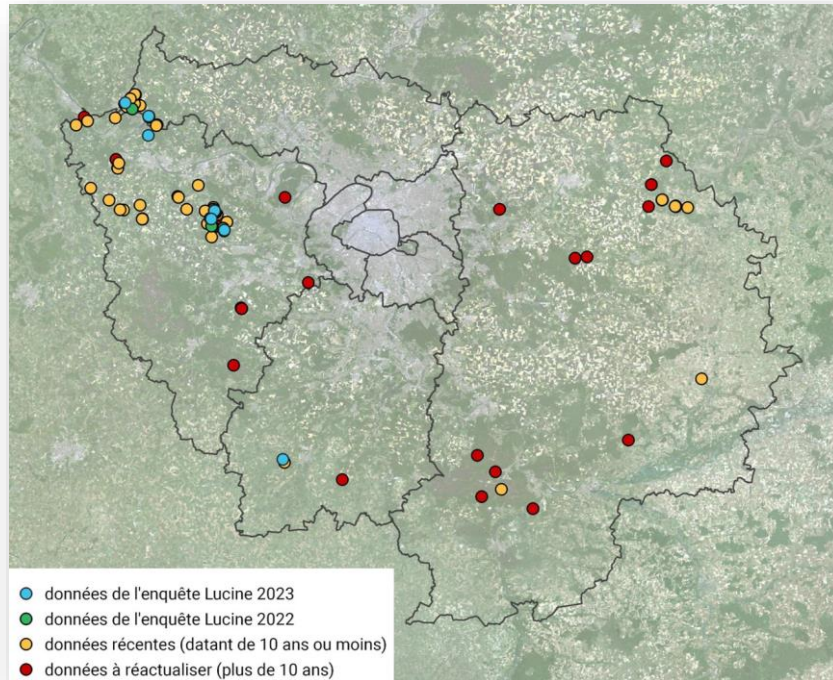 données de l'enquête Lucine 2023
données de l'enquête Lucine 2022
données récentes (datant de 10 ans ou moins)
données à réactualiser (plus de 10 ans)